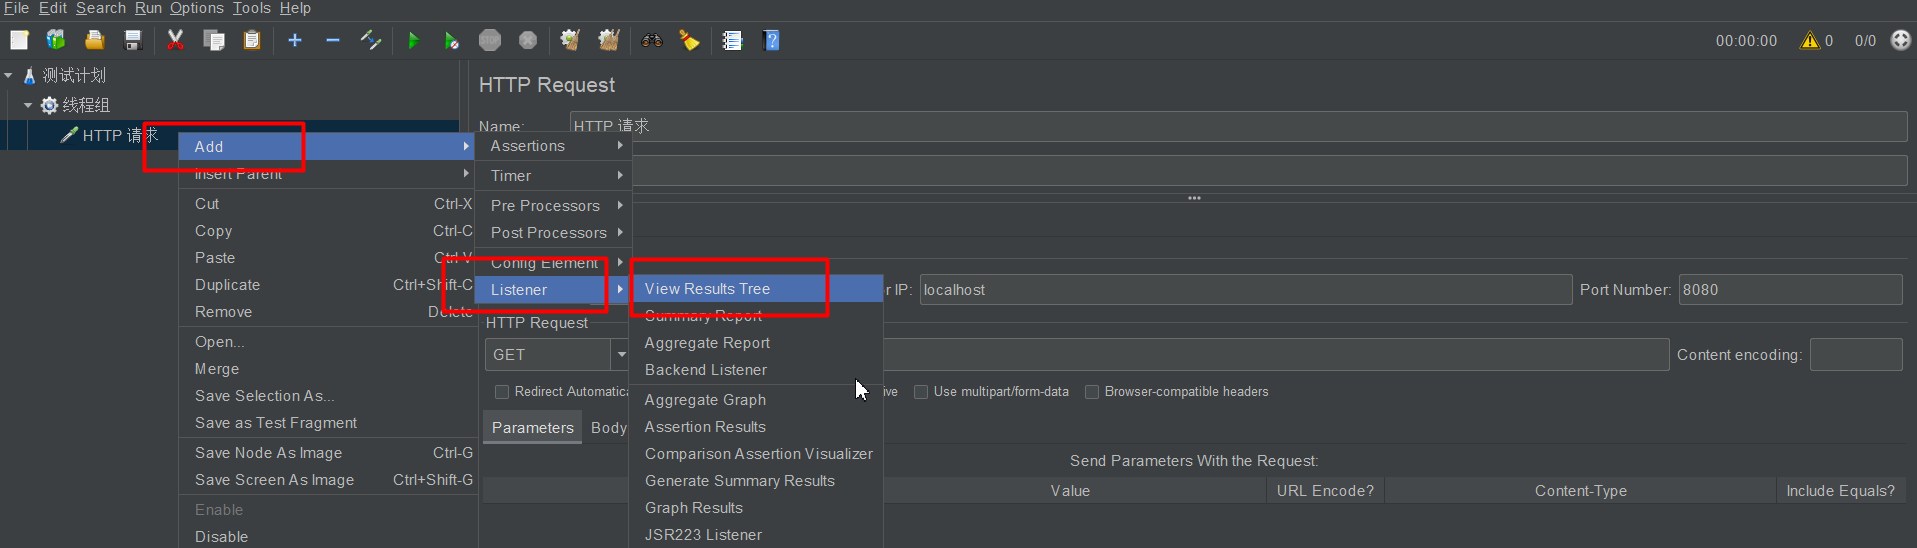 File Edit Search Run Options Tools Help
00:00:00 0 0/0
测试计划
线程组
HTTP 请求
HTTP Request
Name: HTTP 请求
Add
Insert Parent
Cut Ctrl-X
Copy Ctrl-C
Paste Ctrl-V
Duplicate Ctrl+Shift-C
Remove Delete
Open...
Merge
Save Selection As...
Save as Test Fragment
Save Node As Image Ctrl-G
Save Screen As Image Ctrl+Shift-G
Enable
Disable
Assertions
Timer
Pre Processors
Post Processors
Config Element
Listener
View Results Tree
Summary Report
Aggregate Report
Backend Listener
Aggregate Graph
Assertion Results
Comparison Assertion Visualizer
Generate Summary Results
Graph Results
JSR223 Listener
IP: localhost Port Number: 8080
HTTP Request
GET Content encoding:
Redirect Automatica Use multipart/form-data Browser-compatible headers
Parameters Body
Send Parameters With the Request:
Value URL Encode? Content-Type Include Equals?